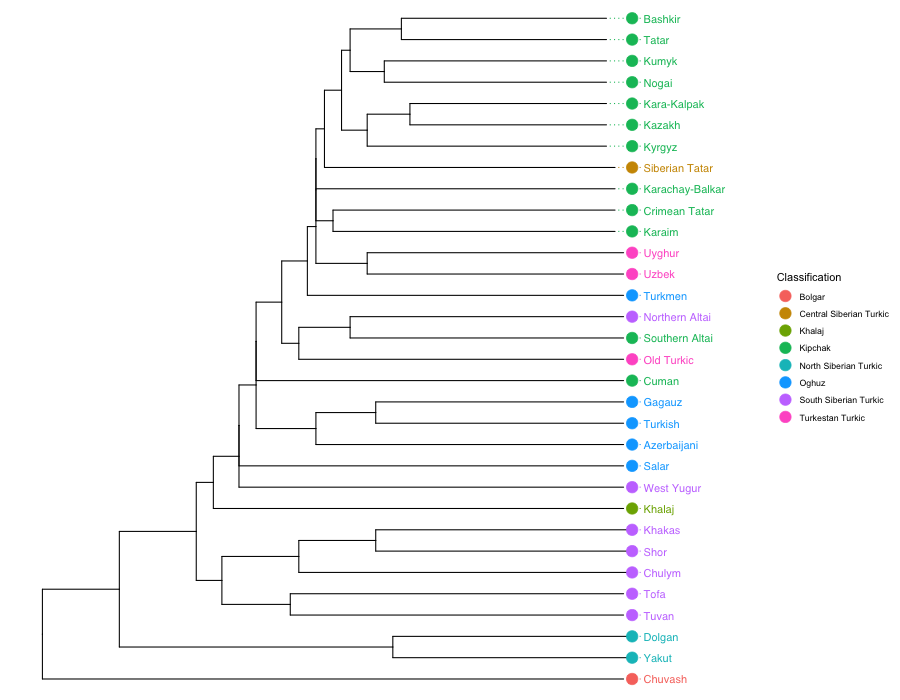 Bashkir
Tatar
Kumyk
Nogai
Kara-Kalpak
Kazakh
Kyrgyz
Siberian Tatar
Karachay-Balkar
Crimean Tatar
Karaim
Uyghur
Uzbek
Turkmen
Northern Altai
Southern Altai
Old Turkic
Cuman
Gagauz
Turkish
Azerbaijani
Salar
West Yugur
Khalaj
Khakas
Shor
Chulym
Tofa
Tuvan
Dolgan
Yakut
Chuvash
Classification
Bolgar
Central Siberian Turkic
Khalaj
Kipchak
North Siberian Turkic
Oghuz
South Siberian Turkic
Turkestan Turkic